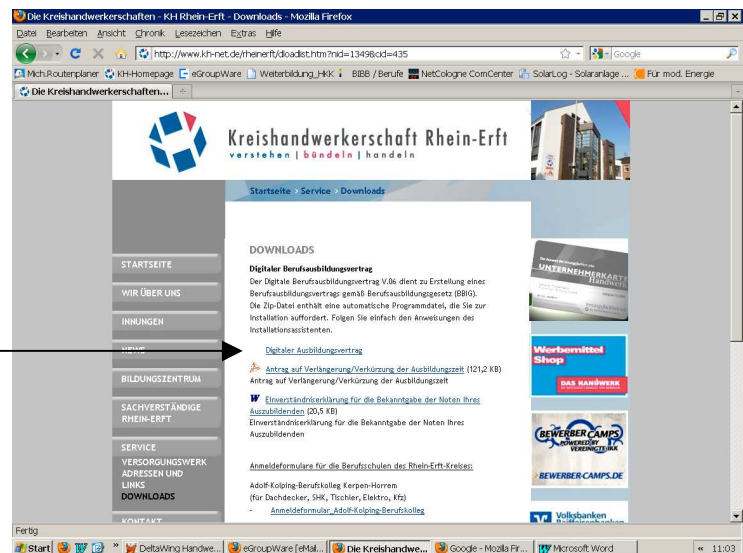 Die Kreishandwerkerschaften - KH Rhein-Erft - Downloads - Mozilla Firefox
Datei Bearbeiten Ansicht Chronik Lesezeichen Extras Hilfe
http://www.kh-net.de/rheinerft/dloadlist.htm?nid=1349&cid=435
Google
Mich.Routenplaner KH-Homepage eGroupWare Weiterbildung_HKK BIBB / Berufe NetCologne ComCenter SolarLog - Solaranlage ... Für mod. Energie
Die Kreishandwerkerschaften...
Kreishandwerkerschaft Rhein-Erft
verstehen | bündeln | handeln
Startseite > Service > Downloads
DOWNLOADS
Digitaler Berufsausbildungsvertrag
Der Digitale Berufsausbildungsvertrag V.06 dient zu Erstellung eines
Berufsausbildungsvertrags gemäß Berufsausbildungsgesetz (BBIG).
Die Zip-Datei enthält eine automatische Programmdatei, die Sie zur
Installation auffordert. Folgen Sie einfach den Anweisungen des
Installationsassistenten.
Digitaler Ausbildungsvertrag
Antrag auf Verlängerung/Verkürzung der Ausbildungszeit (121,2 KB)
Antrag auf Verlängerung/Verkürzung der Ausbildungszeit
Einverständniserklärung für die Bekanntgabe der Noten Ihres
Auszubildenden (20,5 KB)
Einverständniserklärung für die Bekanntgabe der Noten Ihres
Auszubildenden
Anmeldeformulare für die Berufsschulen des Rhein-Erft-Kreises:
Adolf-Kolping-Berufskolleg Kerpen-Horrem
(für Dachdecker, SHK, Tischler, Elektro, Kfz)
- Anmeldeformular_Adolf-Kolping-Berufskolleg
STARTSEITE
WIR ÜBER UNS
INNUNGEN
NEWS
BILDUNGSZENTRUM
SACHVERSTÄNDIGE
RHEIN-ERFT
SERVICE
VERSORGUNGSWERK
ADRESSEN UND
LINKS
DOWNLOADS
KONTAKT
UNTERNEHMERKARTE
Handwerk
Werbemittel
Shop
DAS HANDWERK
BEWERBER CAMPS
POWERED BY
VEREINIGTE IKK
BEWERBER-CAMPS.DE
Volksbanken
Raiffeisenbanken
Fertig
Start
DeltaWing Handwe...
eGroupWare [eMai...
Die Kreishandwe...
Google - Mozilla Fir...
Microsoft Word
11:03